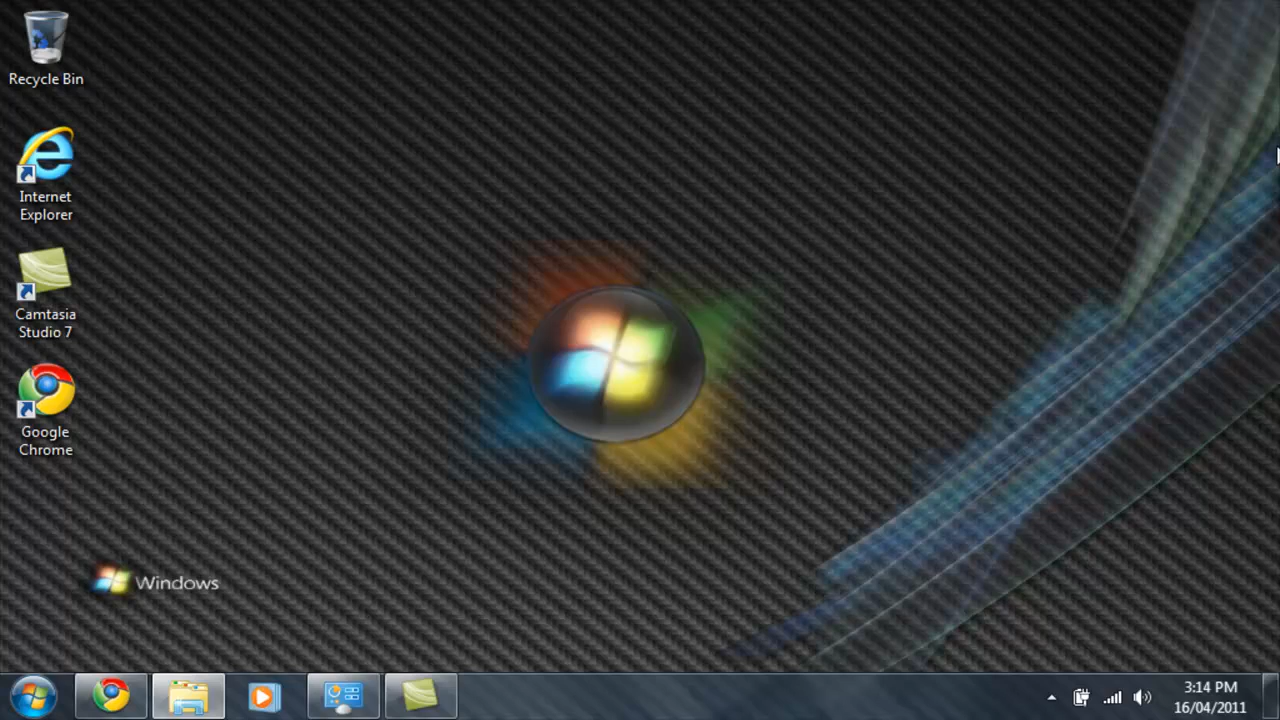 Recycle Bin
Internet
Explorer
Camtasia
Studio 7
Google
Chrome
Windows
3:14 PM
16/04/2011